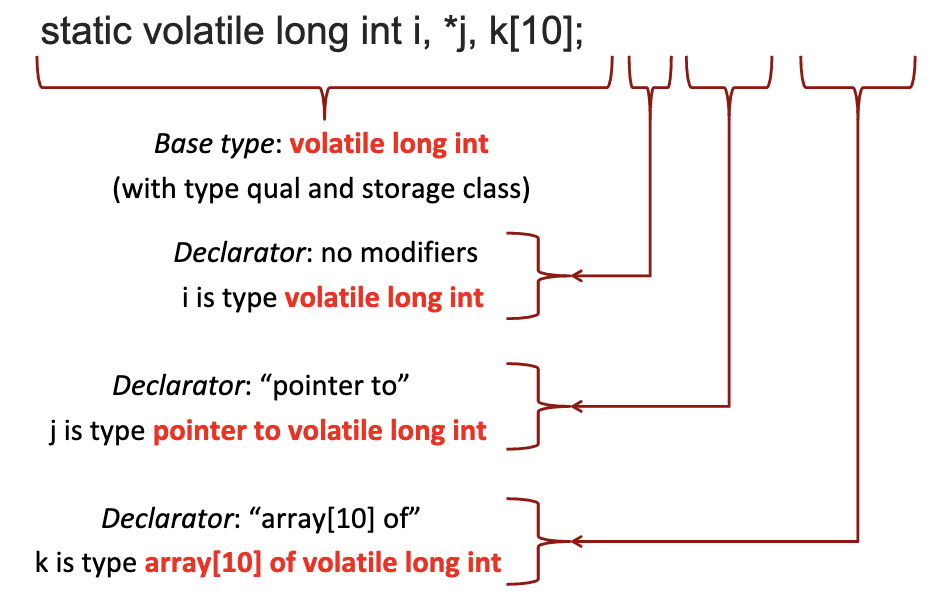 static volatile long int i, *j, k[10];
Base type: volatile long int
(with type qual and storage class)
Declarator: no modifiers
i is type volatile long int
Declarator: “pointer to”
j is type pointer to volatile long int
Declarator: “array[10] of”
k is type array[10] of volatile long int